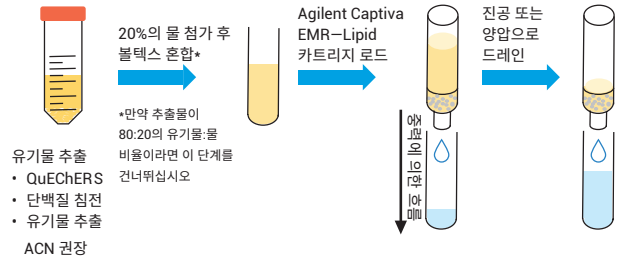 20%의 물 첨가 후
볼텍스 혼합*
Agilent Captiva
EMR—Lipid
카트리지 로드
진공 또는
양압으로
드레인
*만약 추출물이
80:20의 유기물:물
비율이라면 이 단계를
건너뛰십시오
중력에 의한 흐름
유기물 추출
• QuEChERS
• 단백질 침전
• 유기물 추출
ACN 권장